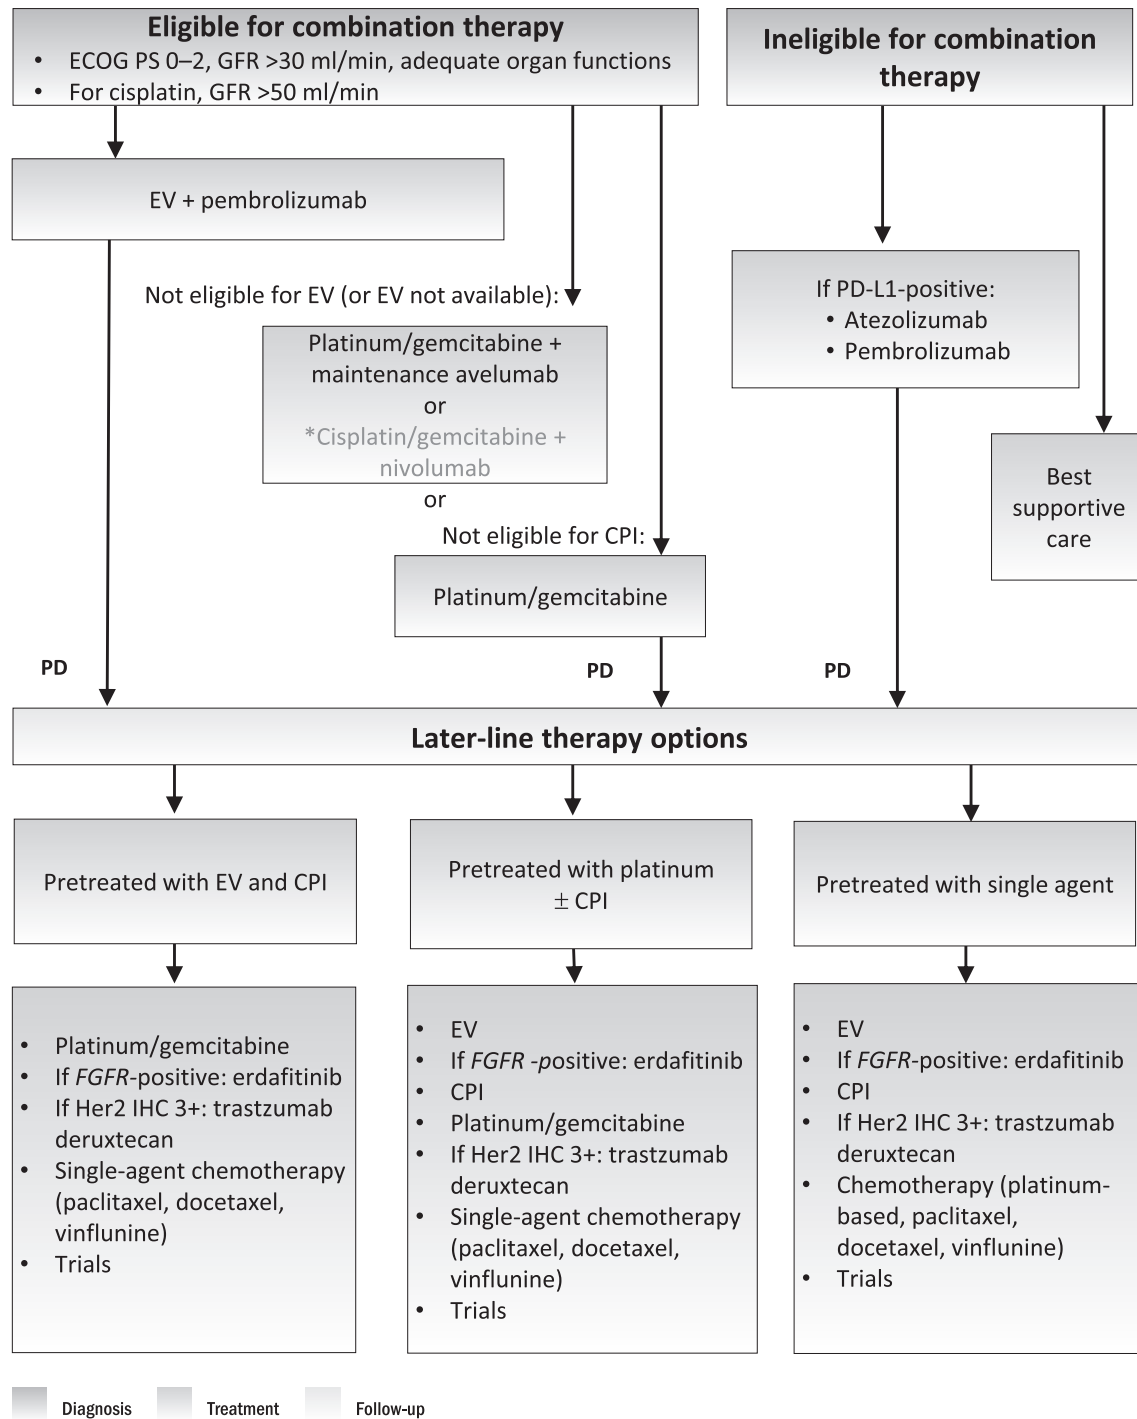 Eligible for combination therapy
• ECOG PS 0–2, GFR >30 ml/min, adequate organ functions
• For cisplatin, GFR >50 ml/min
Ineligible for combination
therapy
EV + pembrolizumab
Not eligible for EV (or EV not available):
Platinum/gemcitabine +
maintenance avelumab
or
*Cisplatin/gemcitabine +
nivolumab
or
Not eligible for CPI:
Platinum/gemcitabine
If PD-L1-positive:
• Atezolizumab
• Pembrolizumab
Best
supportive
care
PD
PD
PD
Later-line therapy options
Pretreated with EV and CPI
• Platinum/gemcitabine
• If FGFR-positive: erdafitinib
• If Her2 IHC 3+: trastzumab
deruxtecan
• Single-agent chemotherapy
(paclitaxel, docetaxel,
vinflunine)
• Trials
Pretreated with platinum
± CPI
• EV
• If FGFR -positive: erdafitinib
• CPI
• Platinum/gemcitabine
• If Her2 IHC 3+: trastzumab
deruxtecan
• Single-agent chemotherapy
(paclitaxel, docetaxel,
vinflunine)
• Trials
Pretreated with single agent
• EV
• If FGFR-positive: erdafitinib
• CPI
• If Her2 IHC 3+: trastzumab
deruxtecan
• Chemotherapy (platinum-
based, paclitaxel,
docetaxel, vinflunine)
• Trials
Diagnosis
Treatment
Follow-up